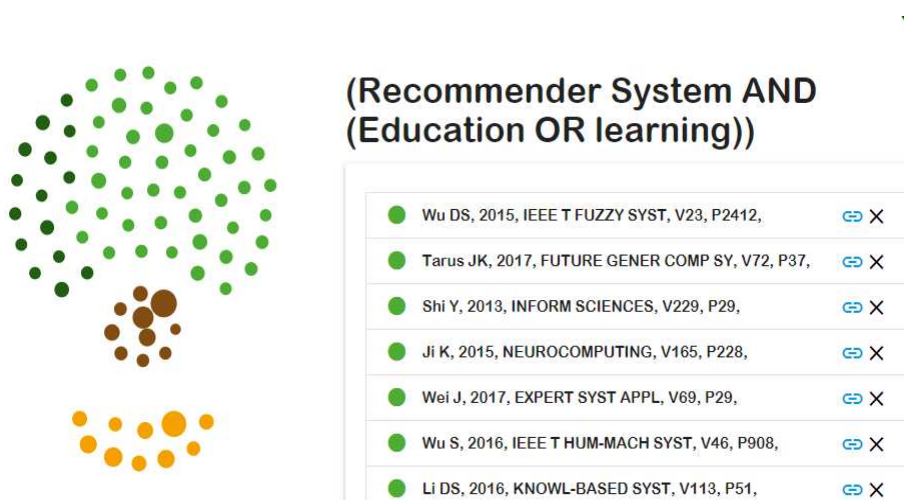 (Recommender System AND
(Education OR learning))
Wu DS, 2015, IEEE T FUZZY SYST, V23, P2412,
Tarus JK, 2017, FUTURE GENER COMP SY, V72, P37,
Shi Y, 2013, INFORM SCIENCES, V229, P29,
Ji K, 2015, NEUROCOMPUTING, V165, P228,
Wei J, 2017, EXPERT SYST APPL, V69, P29,
Wu S, 2016, IEEE T HUM-MACH SYST, V46, P908,
Li DS, 2016, KNOWL-BASED SYST, V113, P51,